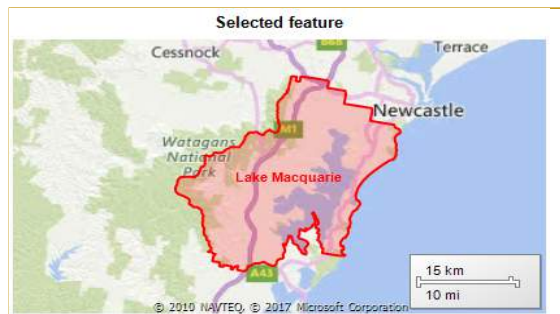 Selected feature
B68
Terrace
Cessnock
Newcastle
M1
Watagans
National
Park
Lake Macquarie
A43
15 km
10 mi
© 2010 NAVTEQ, © 2017 Microsoft Corporation